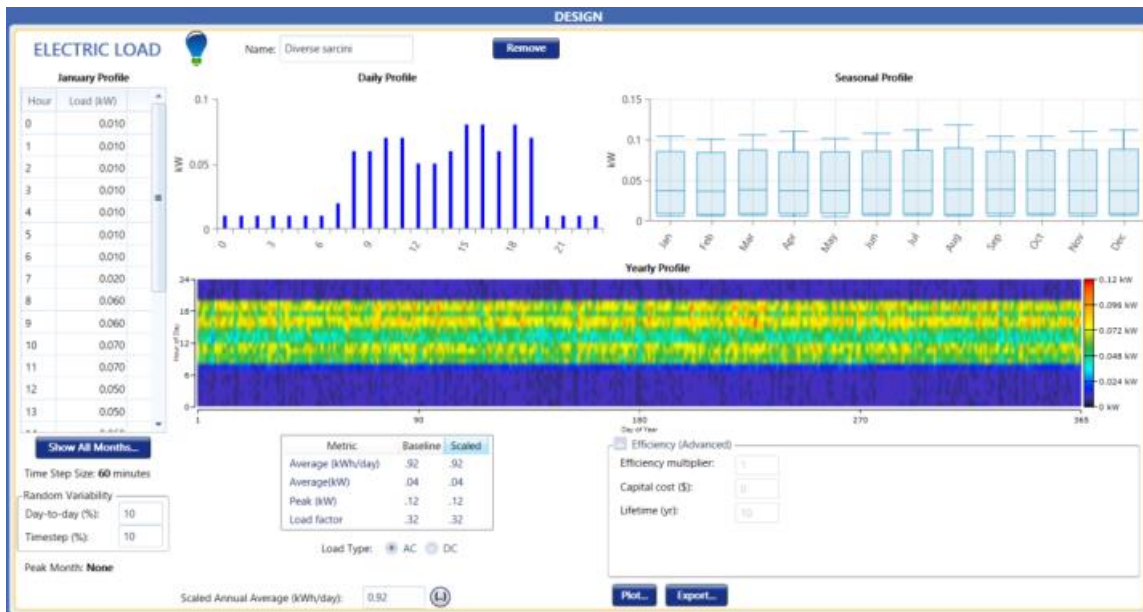 DESIGN
ELECTRIC LOAD
Name: Diverse sarcini
Remove
January Profile
Hour Load (kW)
0 0.010
1 0.010
2 0.010
3 0.010
4 0.010
5 0.010
6 0.010
7 0.020
8 0.060
9 0.060
10 0.070
11 0.070
12 0.050
13 0.050
Daily Profile
kW
0.1
0.05
0
0 3 6 9 12 15 18 21
Seasonal Profile
kW
0.15
0.1
0.05
0
Jan Feb Mar Apr May Jun Jul Aug Sep Oct Nov Dec
Yearly Profile
Hour of Day
24
18
12
6
0
1 90 180 270 365
Day of Year
0.12 kW
0.096 kW
0.072 kW
0.048 kW
0.024 kW
0 kW
Show All Months...
Time Step Size: 60 minutes
Random Variability
Day-to-day (%): 10
Timestep (%): 10
Peak Month: None
Metric Baseline Scaled
Average (kWh/day) .92 .92
Average(kW) .04 .04
Peak (kW) .12 .12
Load factor .32 .32
Load Type: AC DC
Scaled Annual Average (kWh/day): 0.92 {..}
Efficiency (Advanced)
Efficiency multiplier: 1
Capital cost ($): 0
Lifetime (yr): 10
Plot... Export...